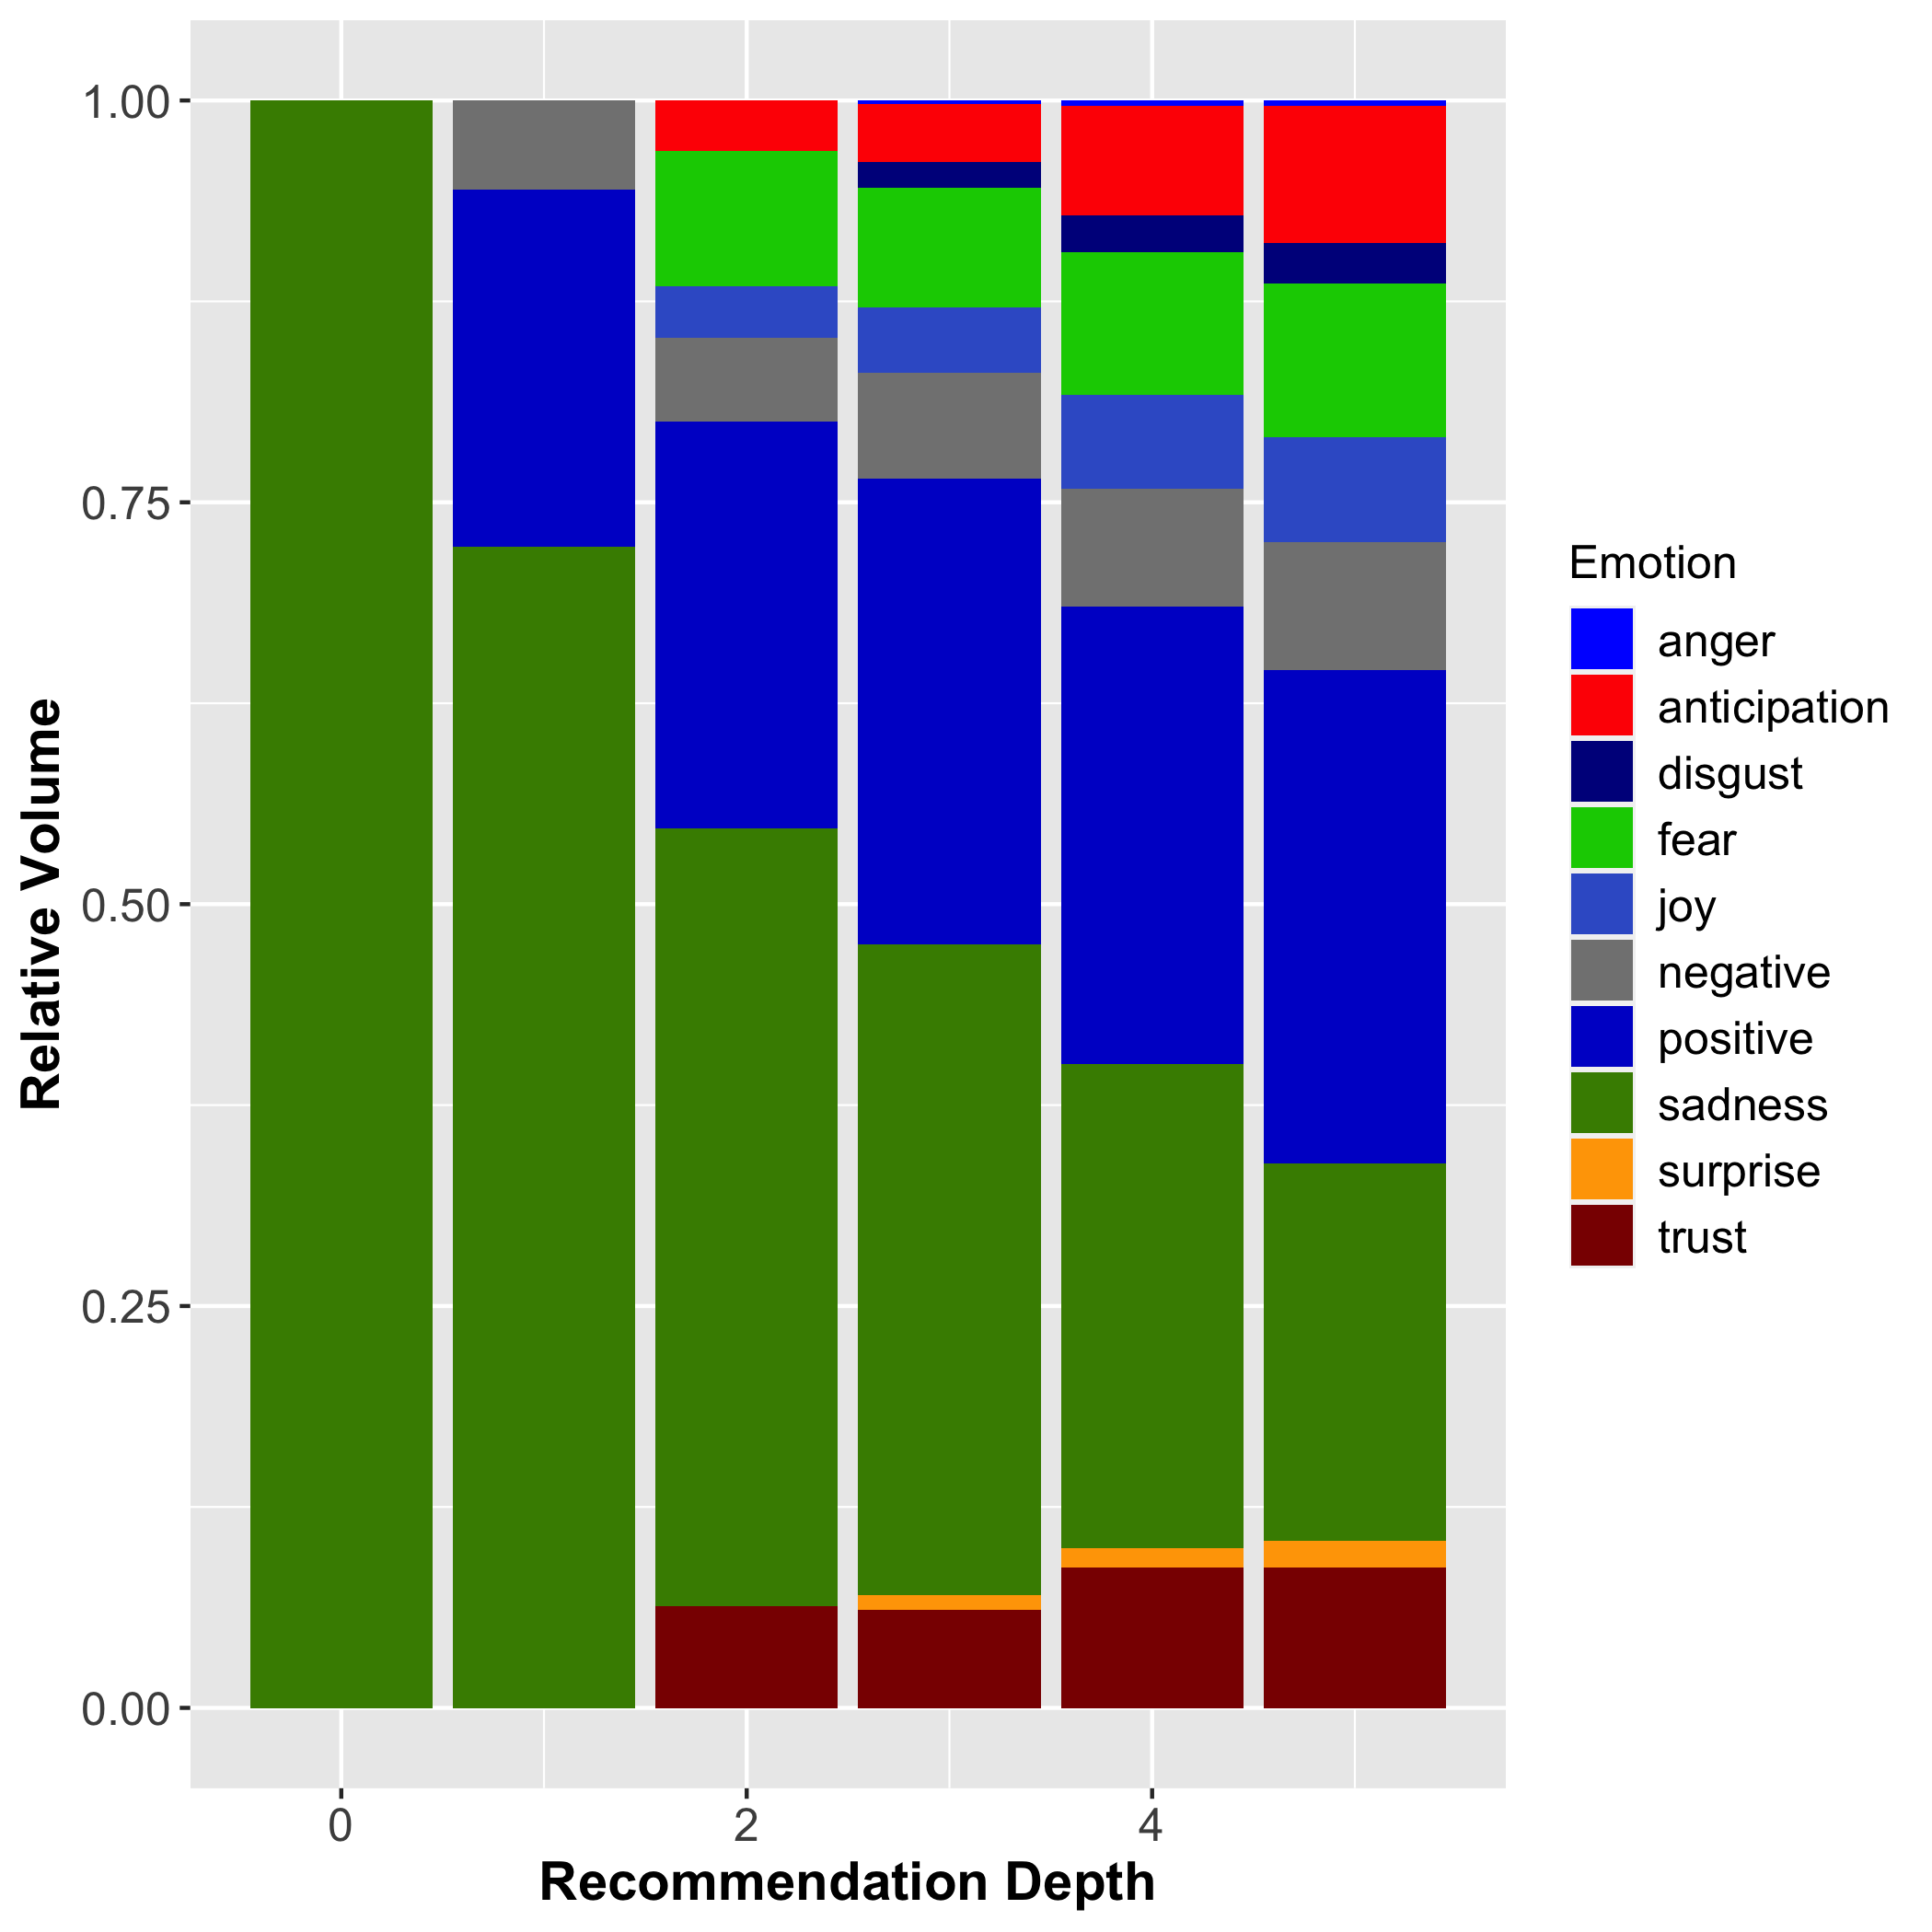 1.00
0.75
0.50
0.25
0.00
Relative Volume
0
2
4
Recommendation Depth
Emotion
anger
anticipation
disgust
fear
joy
negative
positive
sadness
surprise
trust